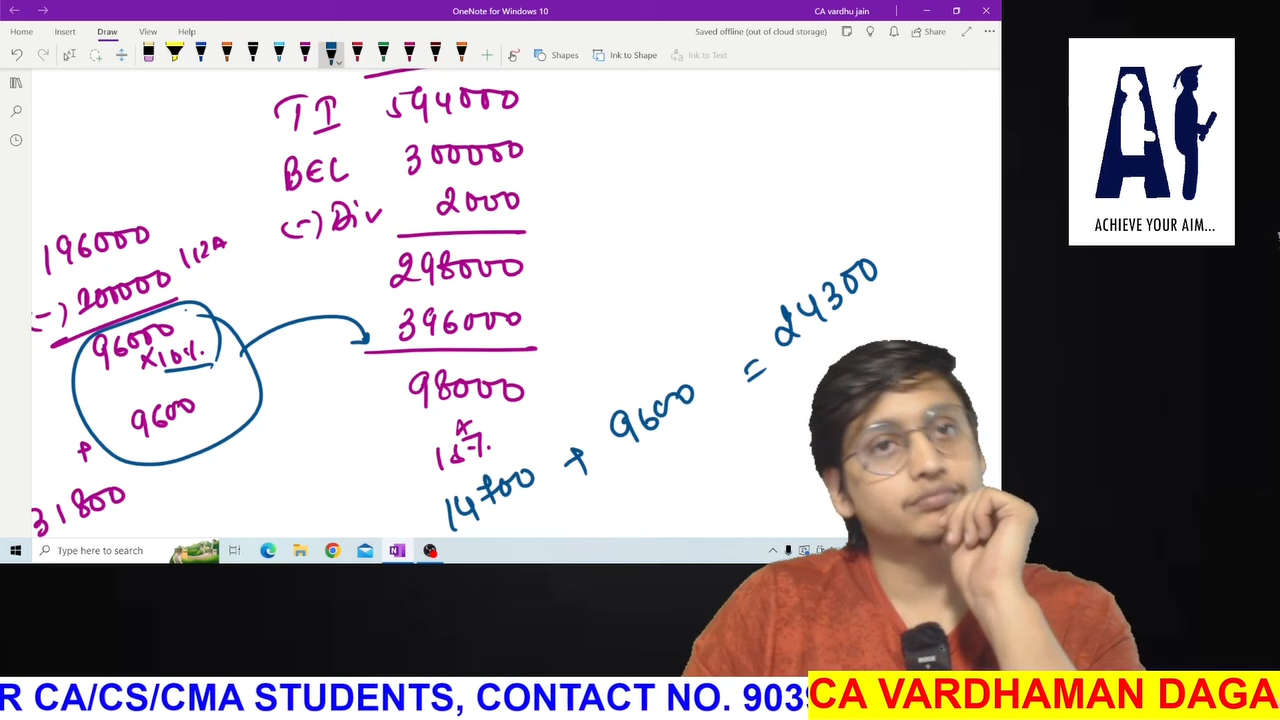 OneNote for Windows 10
CA vardhu jain
Home Insert Draw View Help
Saved offline (out of cloud storage)
Share
Shapes
Ink to Shape
Ink to Text
TI 594000
BEL 300000
(-) Div 2000
298000
396000
98000
x
15%
14700 + 9600 = 24300
196000
(-) 200000 112A
96000
x10%
9600
+
31800
Type here to search
RODE
ACHIEVE YOUR AIM...
R CA/CS/CMA STUDENTS, CONTACT NO. 9039
CA VARDHAMAN DAGA